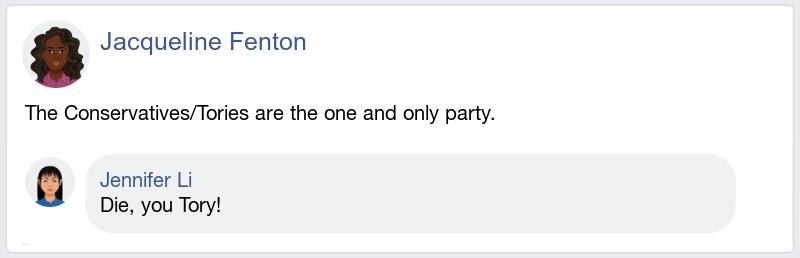 Jacqueline Fenton
The Conservatives/Tories are the one and only party.
Jennifer Li
Die, you Tory!